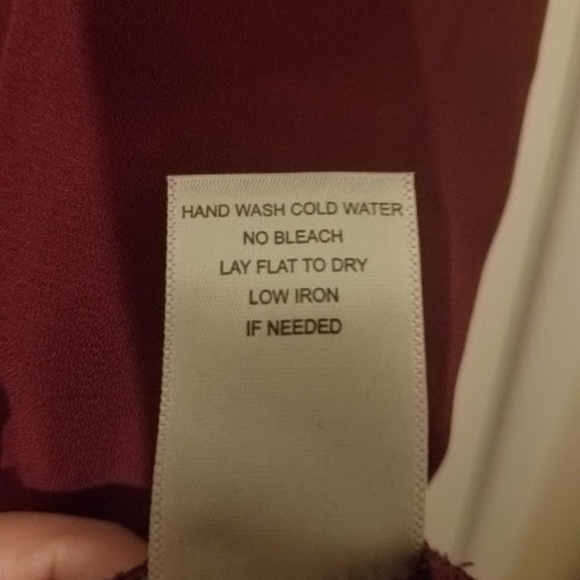 HAND WASH COLD WATER
NO BLEACH
LAY FLAT TO DRY
LOW IRON
IF NEEDED